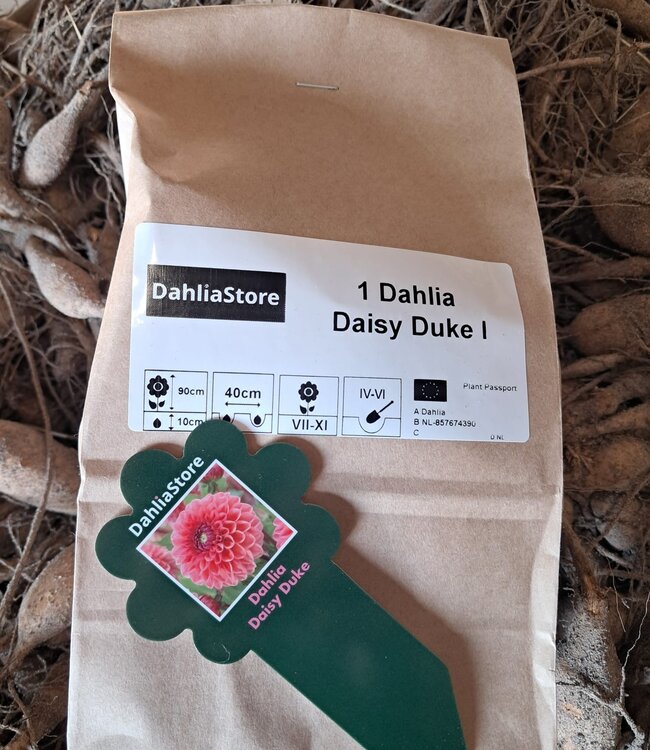 DahliaStore
1 Dahlia
Daisy Duke I
90cm
10cm
40cm
VII-XI
IV-VI
Plant Passport
A Dahlia
B NL-857674390
C
D NL
DahliaStore
Dahlia
Daisy Duke